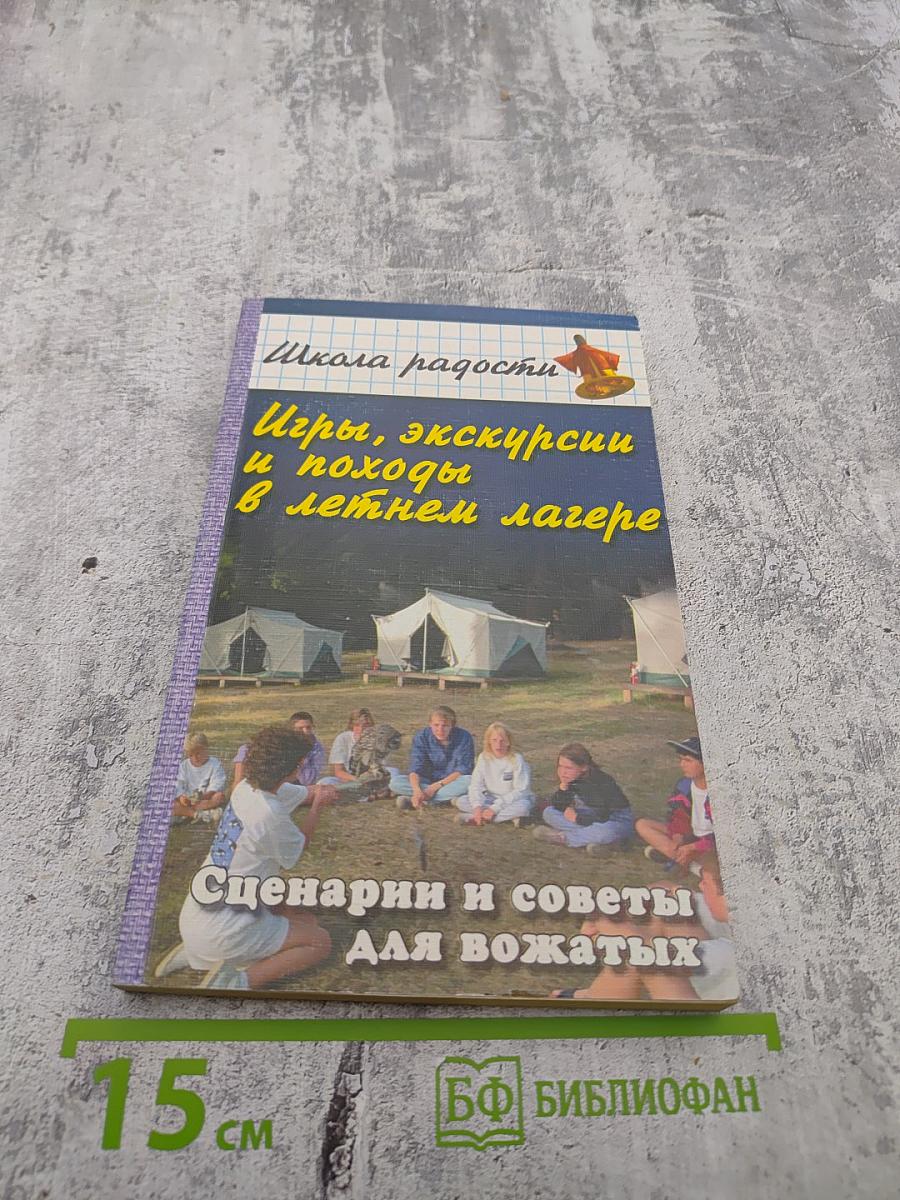 Школа радости
Игры, экскурсии
и походы
в летнем лагере
Сценарии и советы
для вожатых
15 см
БФ БИБЛИОФАН